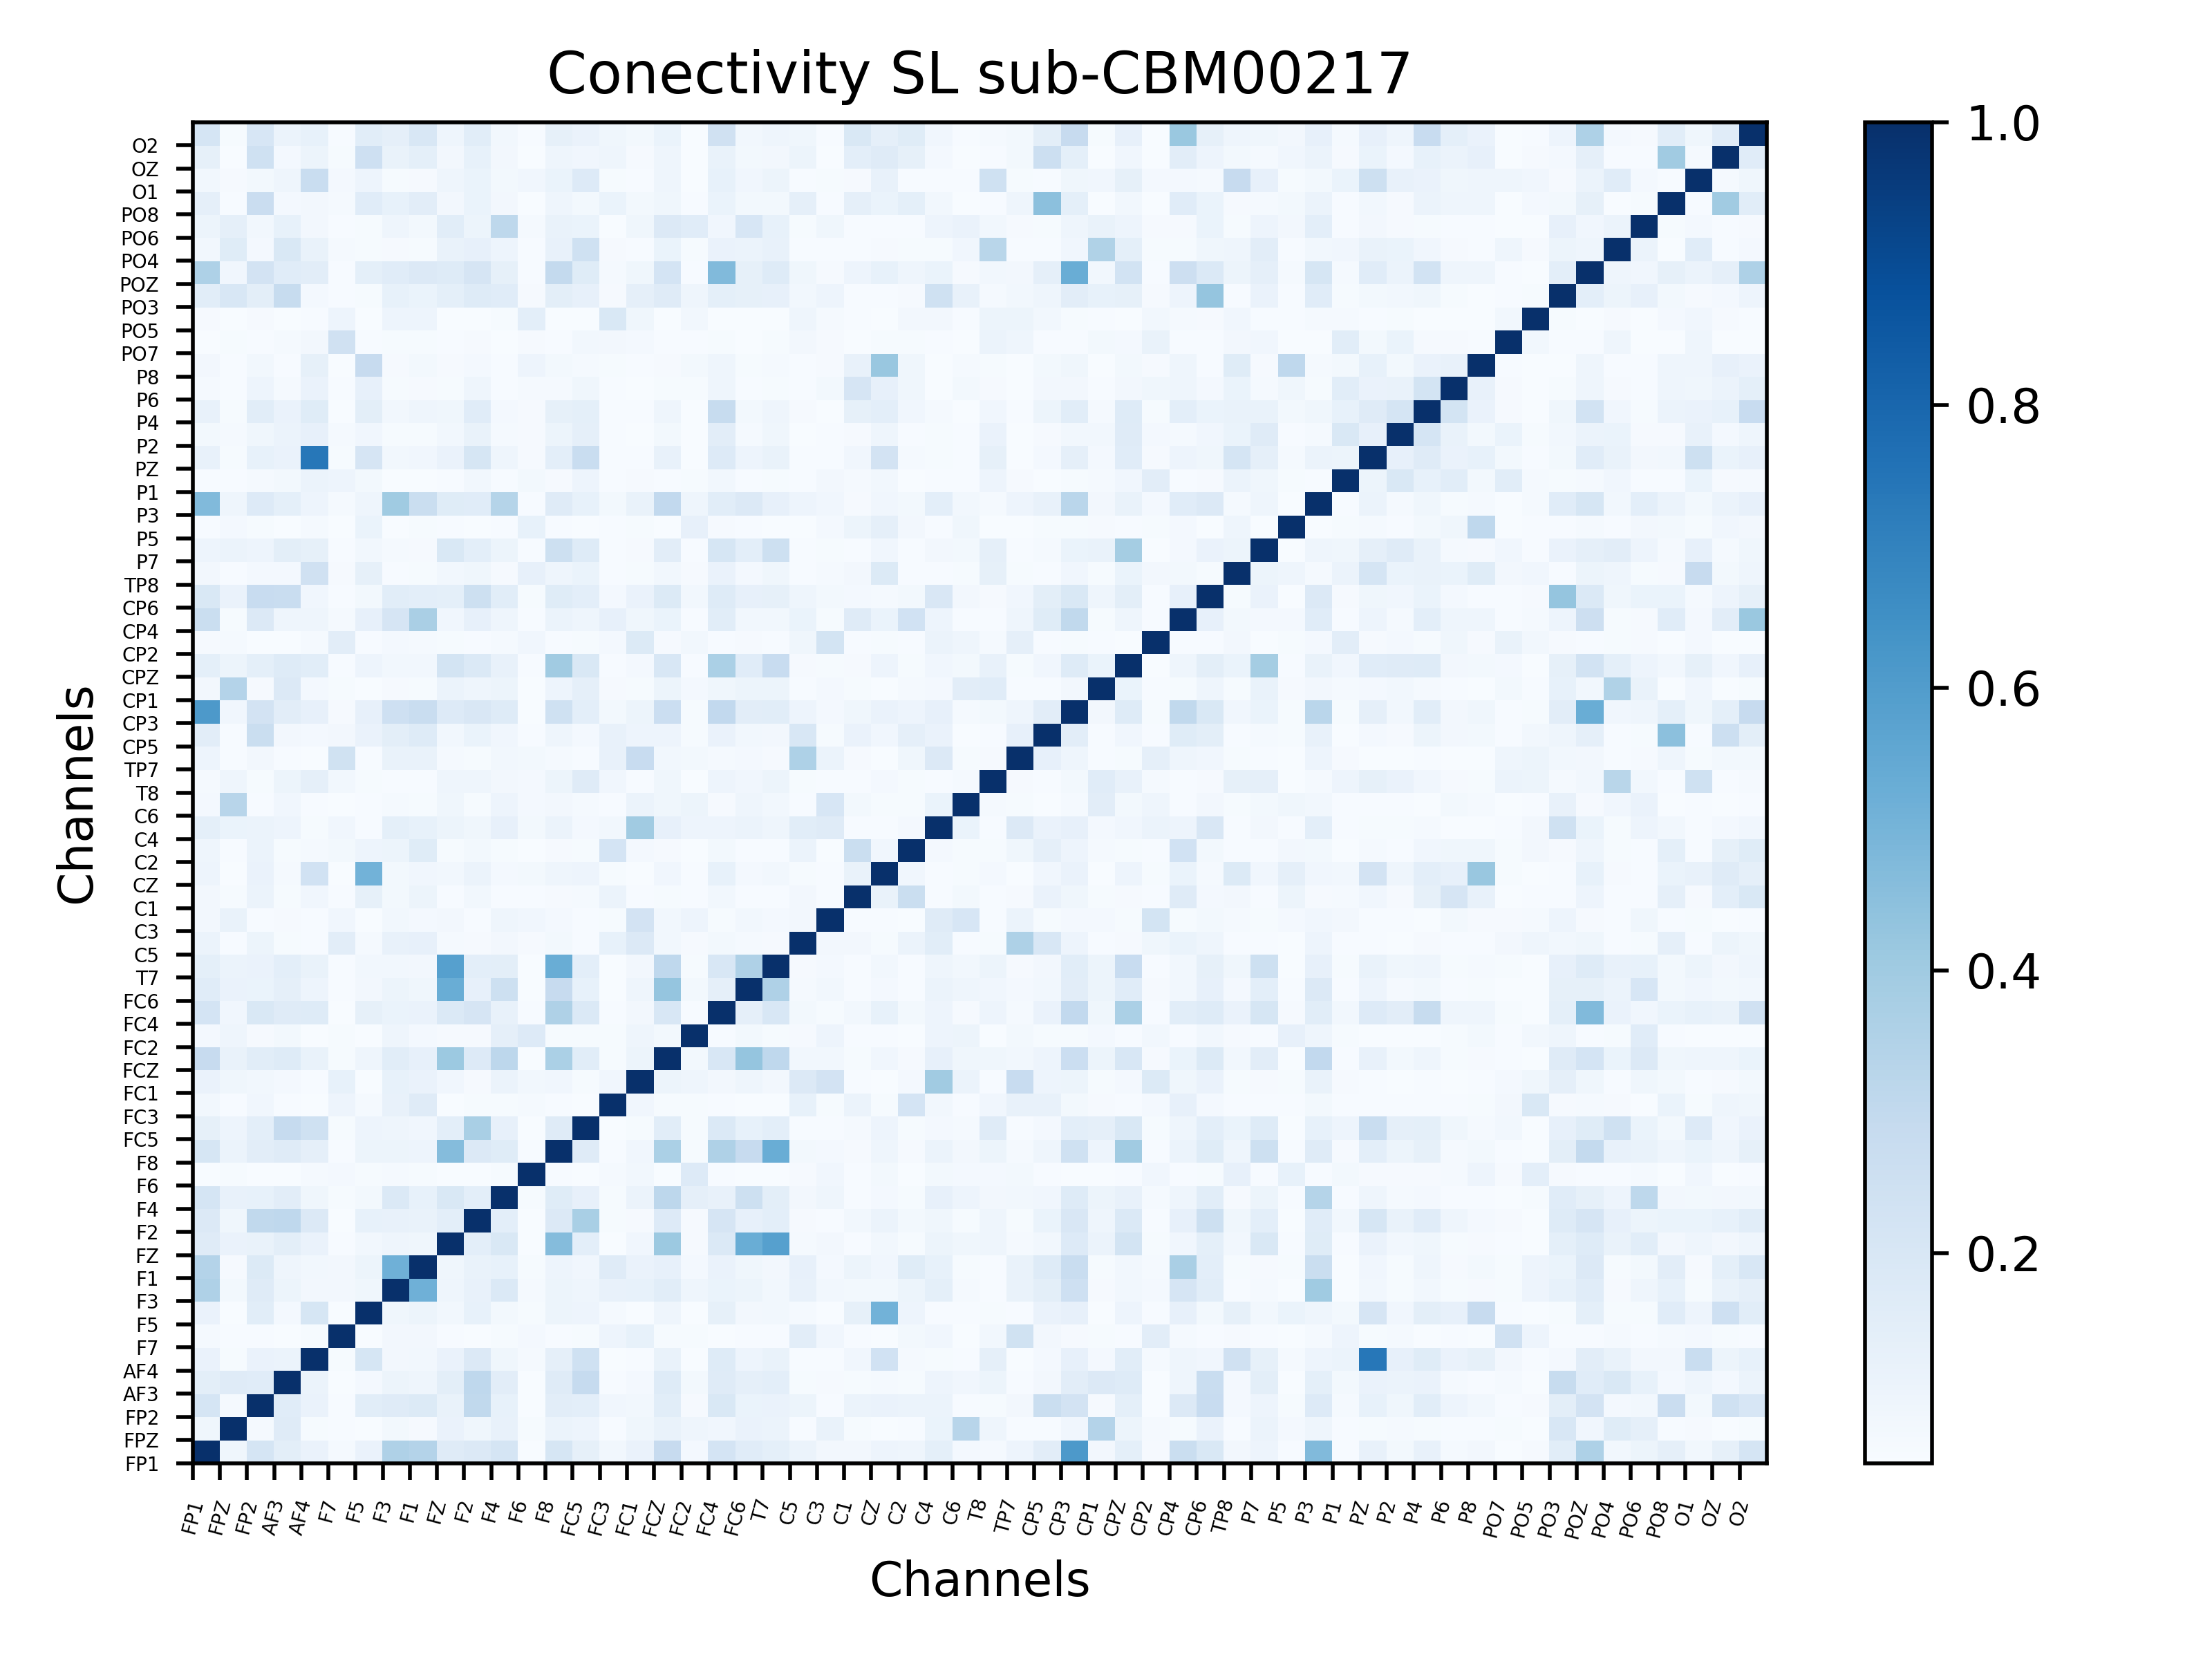 Conectivity SL sub-CBM00217
1.0
0.8
0.6
0.4
0.2
Channels
O2
OZ
O1
PO8
PO6
PO4
POZ
PO3
PO5
PO7
P8
P6
P4
P2
PZ
P1
P3
P5
P7
TP8
CP6
CP4
CP2
CPZ
CP1
CP3
CP5
TP7
T8
C6
C4
C2
CZ
C1
C3
C5
T7
FC6
FC4
FC2
FCZ
FC1
FC3
FC5
F8
F6
F4
F2
FZ
F1
F3
F5
F7
AF4
AF3
FP2
FPZ
FP1
FP1 FPZ FP2 AF3 AF4 F7 F5 F3 F1 FZ F2 F4 F6 F8 FC5 FC3 FC1 FCZ FC2 FC4 FC6 T7 C5 C3 C1 CZ C2 C4 C6 T8 TP7 CP5 CP3 CP1 CPZ CP2 CP4 CP6 TP8 P7 P5 P3 P1 PZ P2 P4 P6 P8 PO7 PO5 PO3 POZ PO4 PO6 PO8 O1 OZ O2
Channels